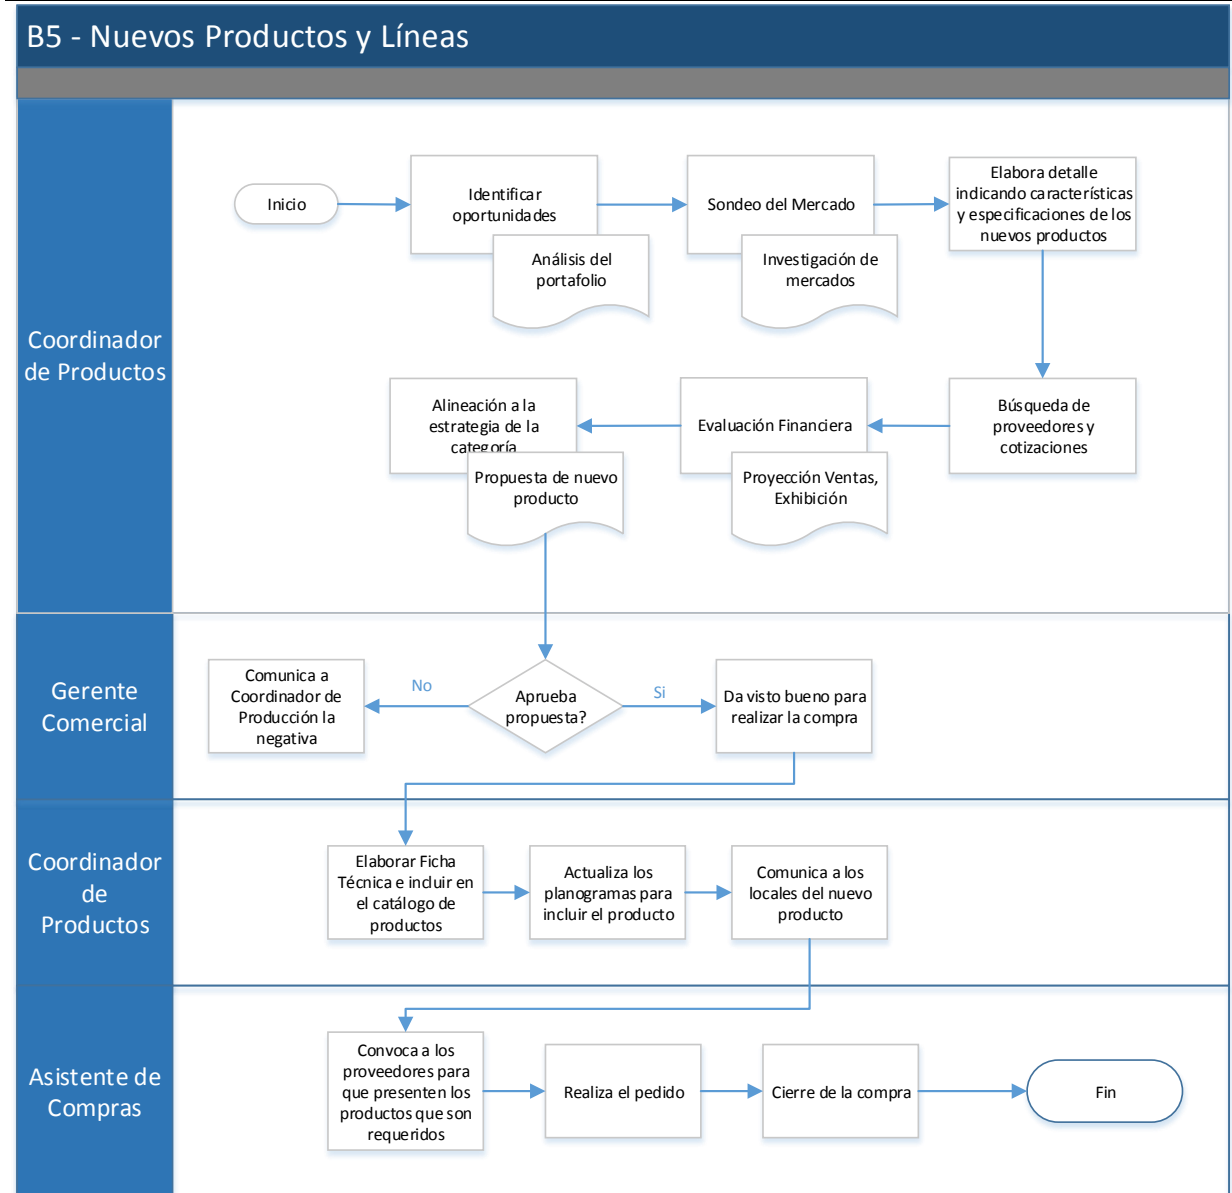 B5 - Nuevos Productos y Líneas
Coordinador
de Productos
Inicio
Identificar
oportunidades
Análisis del
portafolio
Sondeo del Mercado
Investigación de
mercados
Elabora detalle
indicando características
y especificaciones de los
nuevos productos
Búsqueda de
proveedores y
cotizaciones
Evaluación Financiera
Proyección Ventas,
Exhibición
Alineación a la
estrategia de la
categoría
Propuesta de nuevo
producto
Gerente
Comercial
Aprueba
propuesta?
No
Comunica a
Coordinador de
Producción la
negativa
Si
Da visto bueno para
realizar la compra
Coordinador
de
Productos
Elaborar Ficha
Técnica e incluir en
el catálogo de
productos
Actualiza los
planogramas para
incluir el producto
Comunica a los
locales del nuevo
producto
Asistente de
Compras
Convoca a los
proveedores para
que presenten los
productos que son
requeridos
Realiza el pedido
Cierre de la compra
Fin